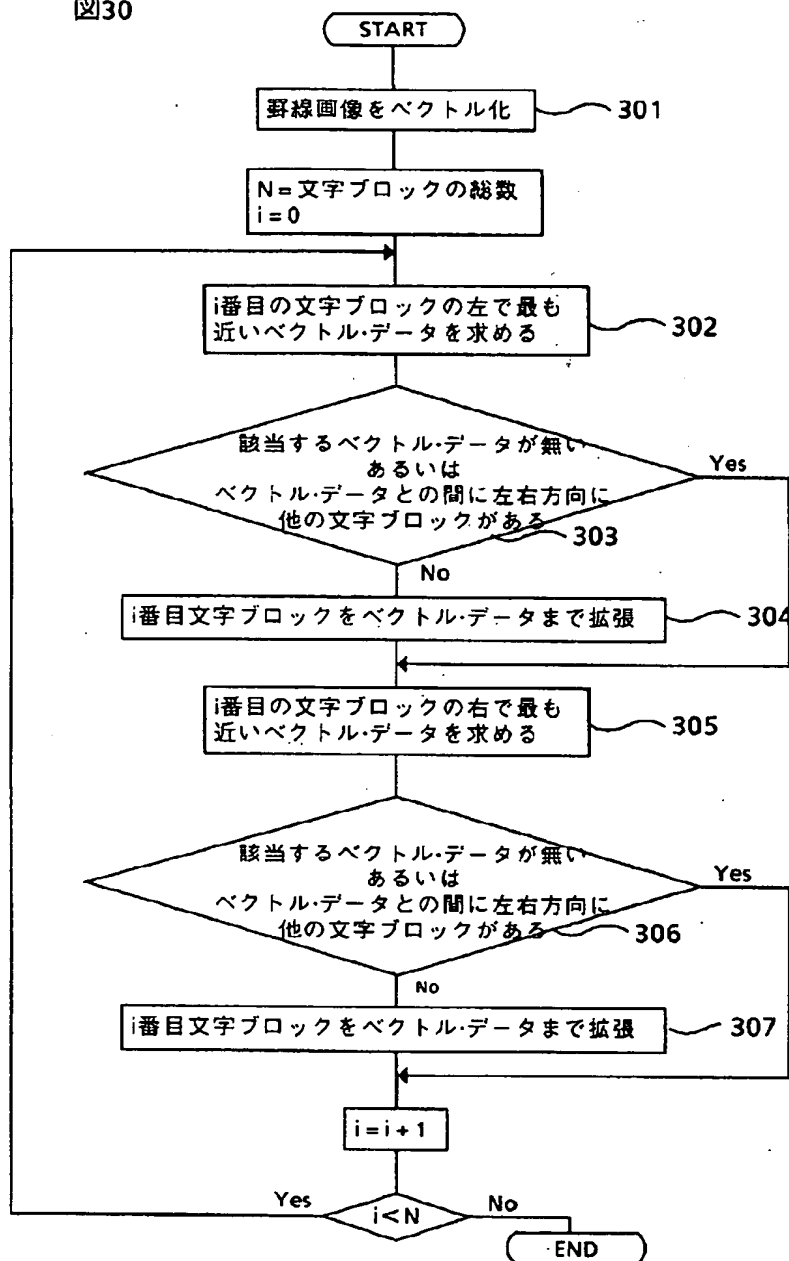 図30
START
罫線画像をベクトル化
301
N=文字ブロックの総数
i=0
i番目の文字ブロックの左で最も
近いベクトル・データを求める
302
該当するベクトル・データが無い
あるいは
ベクトル・データとの間に左右方向に
他の文字ブロックがある
303
Yes
No
i番目文字ブロックをベクトル・データまで拡張
304
i番目の文字ブロックの右で最も
近いベクトル・データを求める
305
該当するベクトル・データが無い
あるいは
ベクトル・データとの間に左右方向に
他の文字ブロックがある
306
Yes
No
i番目文字ブロックをベクトル・データまで拡張
307
i=i+1
Yes
i<N
No
END